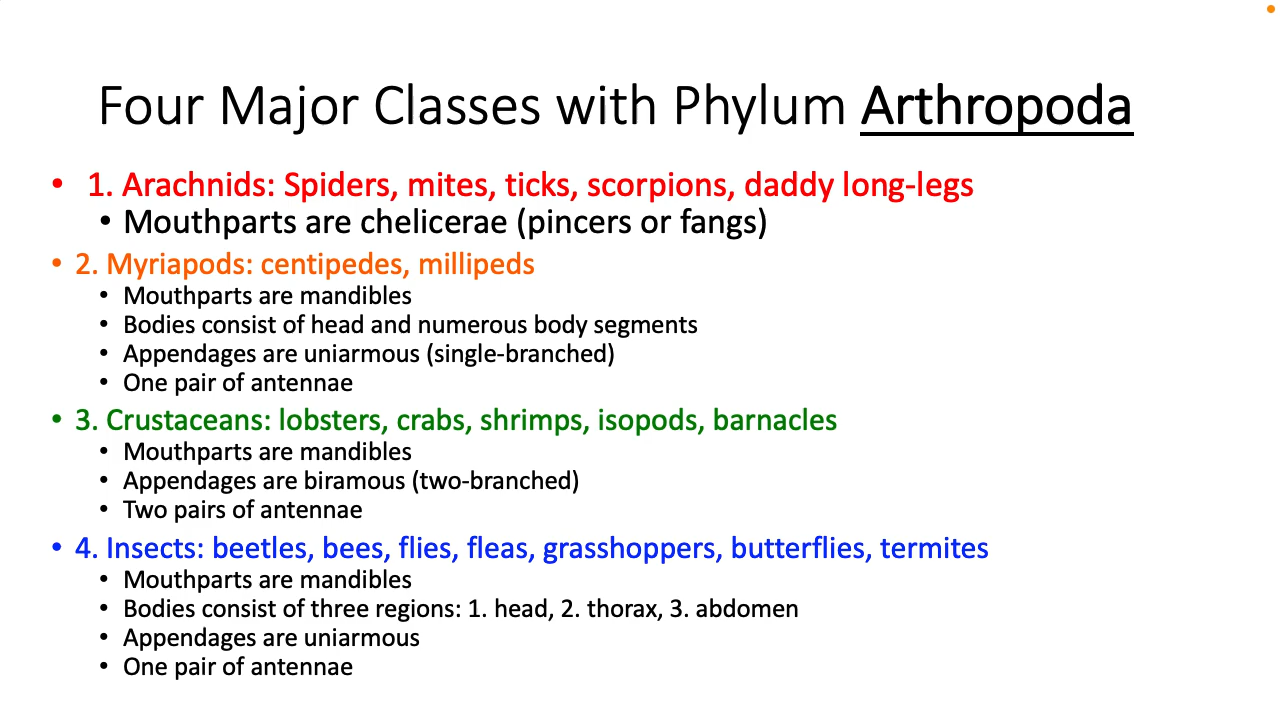 Four Major Classes with Phylum Arthropoda
• 1. Arachnids: Spiders, mites, ticks, scorpions, daddy long-legs
• Mouthparts are chelicerae (pincers or fangs)
• 2. Myriapods: centipedes, millipeds
• Mouthparts are mandibles
• Bodies consist of head and numerous body segments
• Appendages are uniarmous (single-branched)
• One pair of antennae
• 3. Crustaceans: lobsters, crabs, shrimps, isopods, barnacles
• Mouthparts are mandibles
• Appendages are biramous (two-branched)
• Two pairs of antennae
• 4. Insects: beetles, bees, flies, fleas, grasshoppers, butterflies, termites
• Mouthparts are mandibles
• Bodies consist of three regions: 1. head, 2. thorax, 3. abdomen
• Appendages are uniarmous
• One pair of antennae